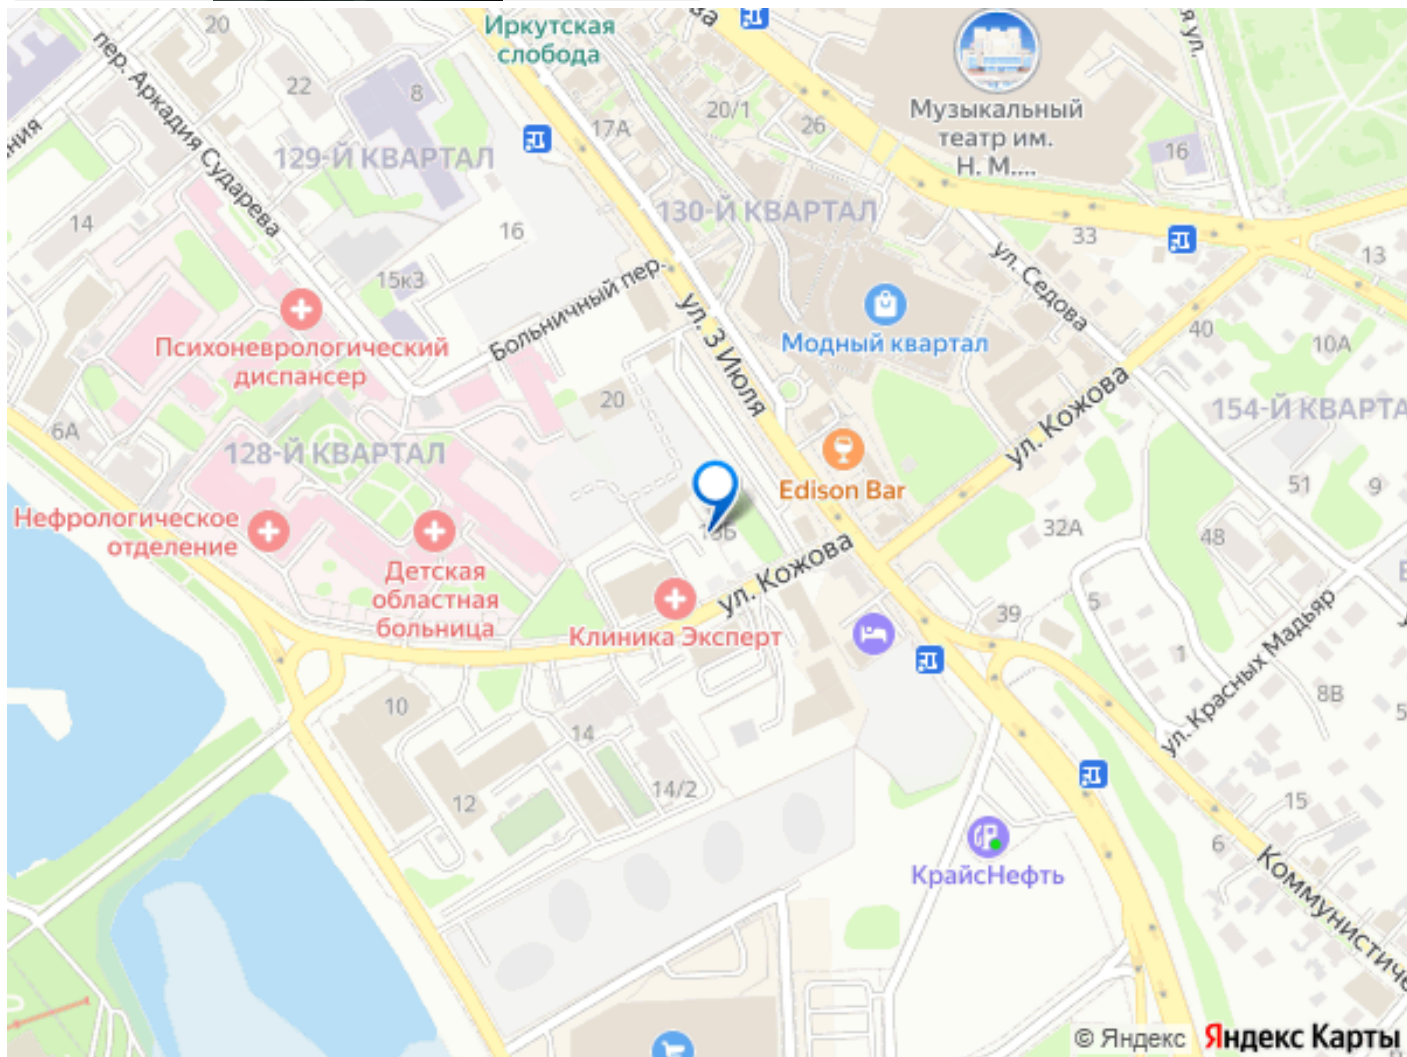 Иркутская
слобода
20
22
8
17А
20/1
26
Музыкальный
театр им.
Н. М....
16
пер. Аркадия Сударева
129-Й КВАРТАЛ
130-Й КВАРТАЛ
14
16
15к3
33
13
ул. Седова
Больничный пер.
ул. 3 Июля
Психоневрологический
диспансер
Модный квартал
40
10А
154-Й КВАРТА
6А
20
128-Й КВАРТАЛ
ул. Кожова
Edison Bar
51
9
Нефрологическое
отделение
32А
48
Детская
областная
больница
ул. Кожова
Клиника Эксперт
39
5
1
8В
ул. Красных Мадьяр
10
14
12
14/2
15
6
КрайсНефть
Коммунистиче
© Яндекс
Яндекс Карты